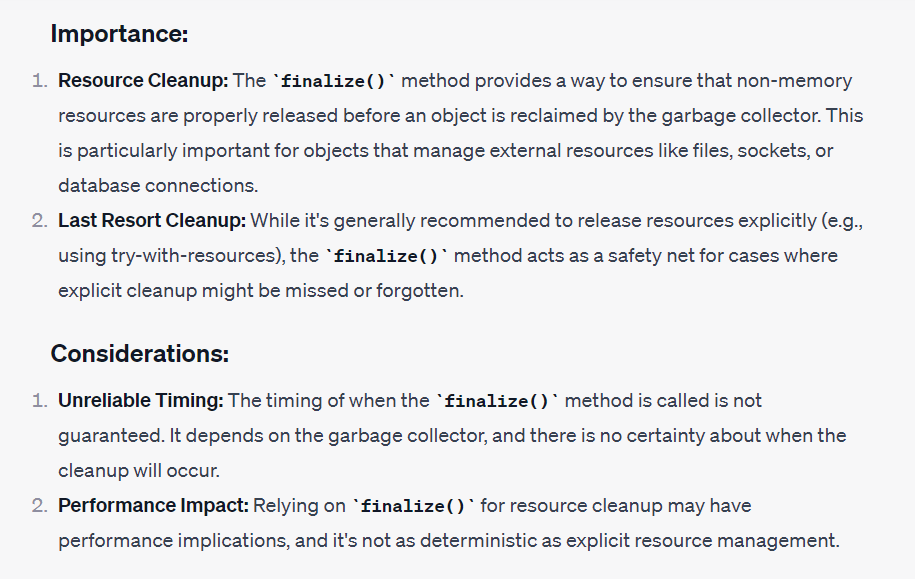 Importance:
1. Resource Cleanup: The `finalize()` method provides a way to ensure that non-memory
resources are properly released before an object is reclaimed by the garbage collector. This
is particularly important for objects that manage external resources like files, sockets, or
database connections.
2. Last Resort Cleanup: While it's generally recommended to release resources explicitly (e.g.,
using try-with-resources), the `finalize()` method acts as a safety net for cases where
explicit cleanup might be missed or forgotten.
Considerations:
1. Unreliable Timing: The timing of when the `finalize()` method is called is not
guaranteed. It depends on the garbage collector, and there is no certainty about when the
cleanup will occur.
2. Performance Impact: Relying on `finalize()` for resource cleanup may have
performance implications, and it's not as deterministic as explicit resource management.